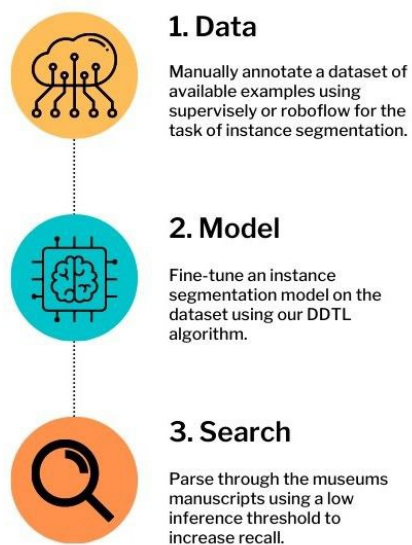 1. Data
Manually annotate a dataset of
available examples using
supervisely or roboflow for the
task of instance segmentation.
2. Model
Fine-tune an instance
segmentation model on the
dataset using our DDTL
algorithm.
3. Search
Parse through the museums
manuscripts using a low
inference threshold to
increase recall.